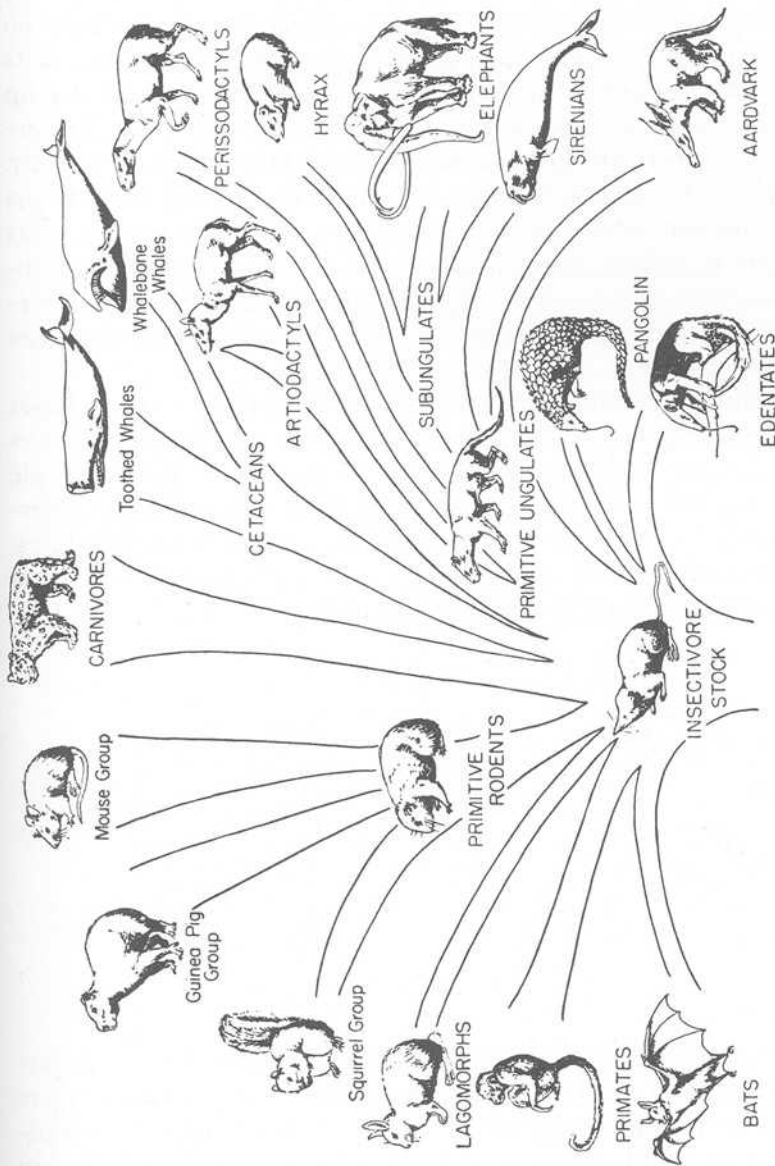 BATS
PRIMATES
LAGOMORPHS
Squirrel Group
Guinea Pig
Group
Mouse Group
PRIMITIVE
RODENTS
CARNIVORES
Toothed Whales
Whalebone
Whales
CETACEANS
ARTIODACTYLS
PERISSODACTYLS
HYRAX
ELEPHANTS
SIRENIANS
SUBUNGULATES
AARDVARK
PRIMITIVE UNGULATES
PANGOLIN
EDENTATES
INSECTIVORE
STOCK